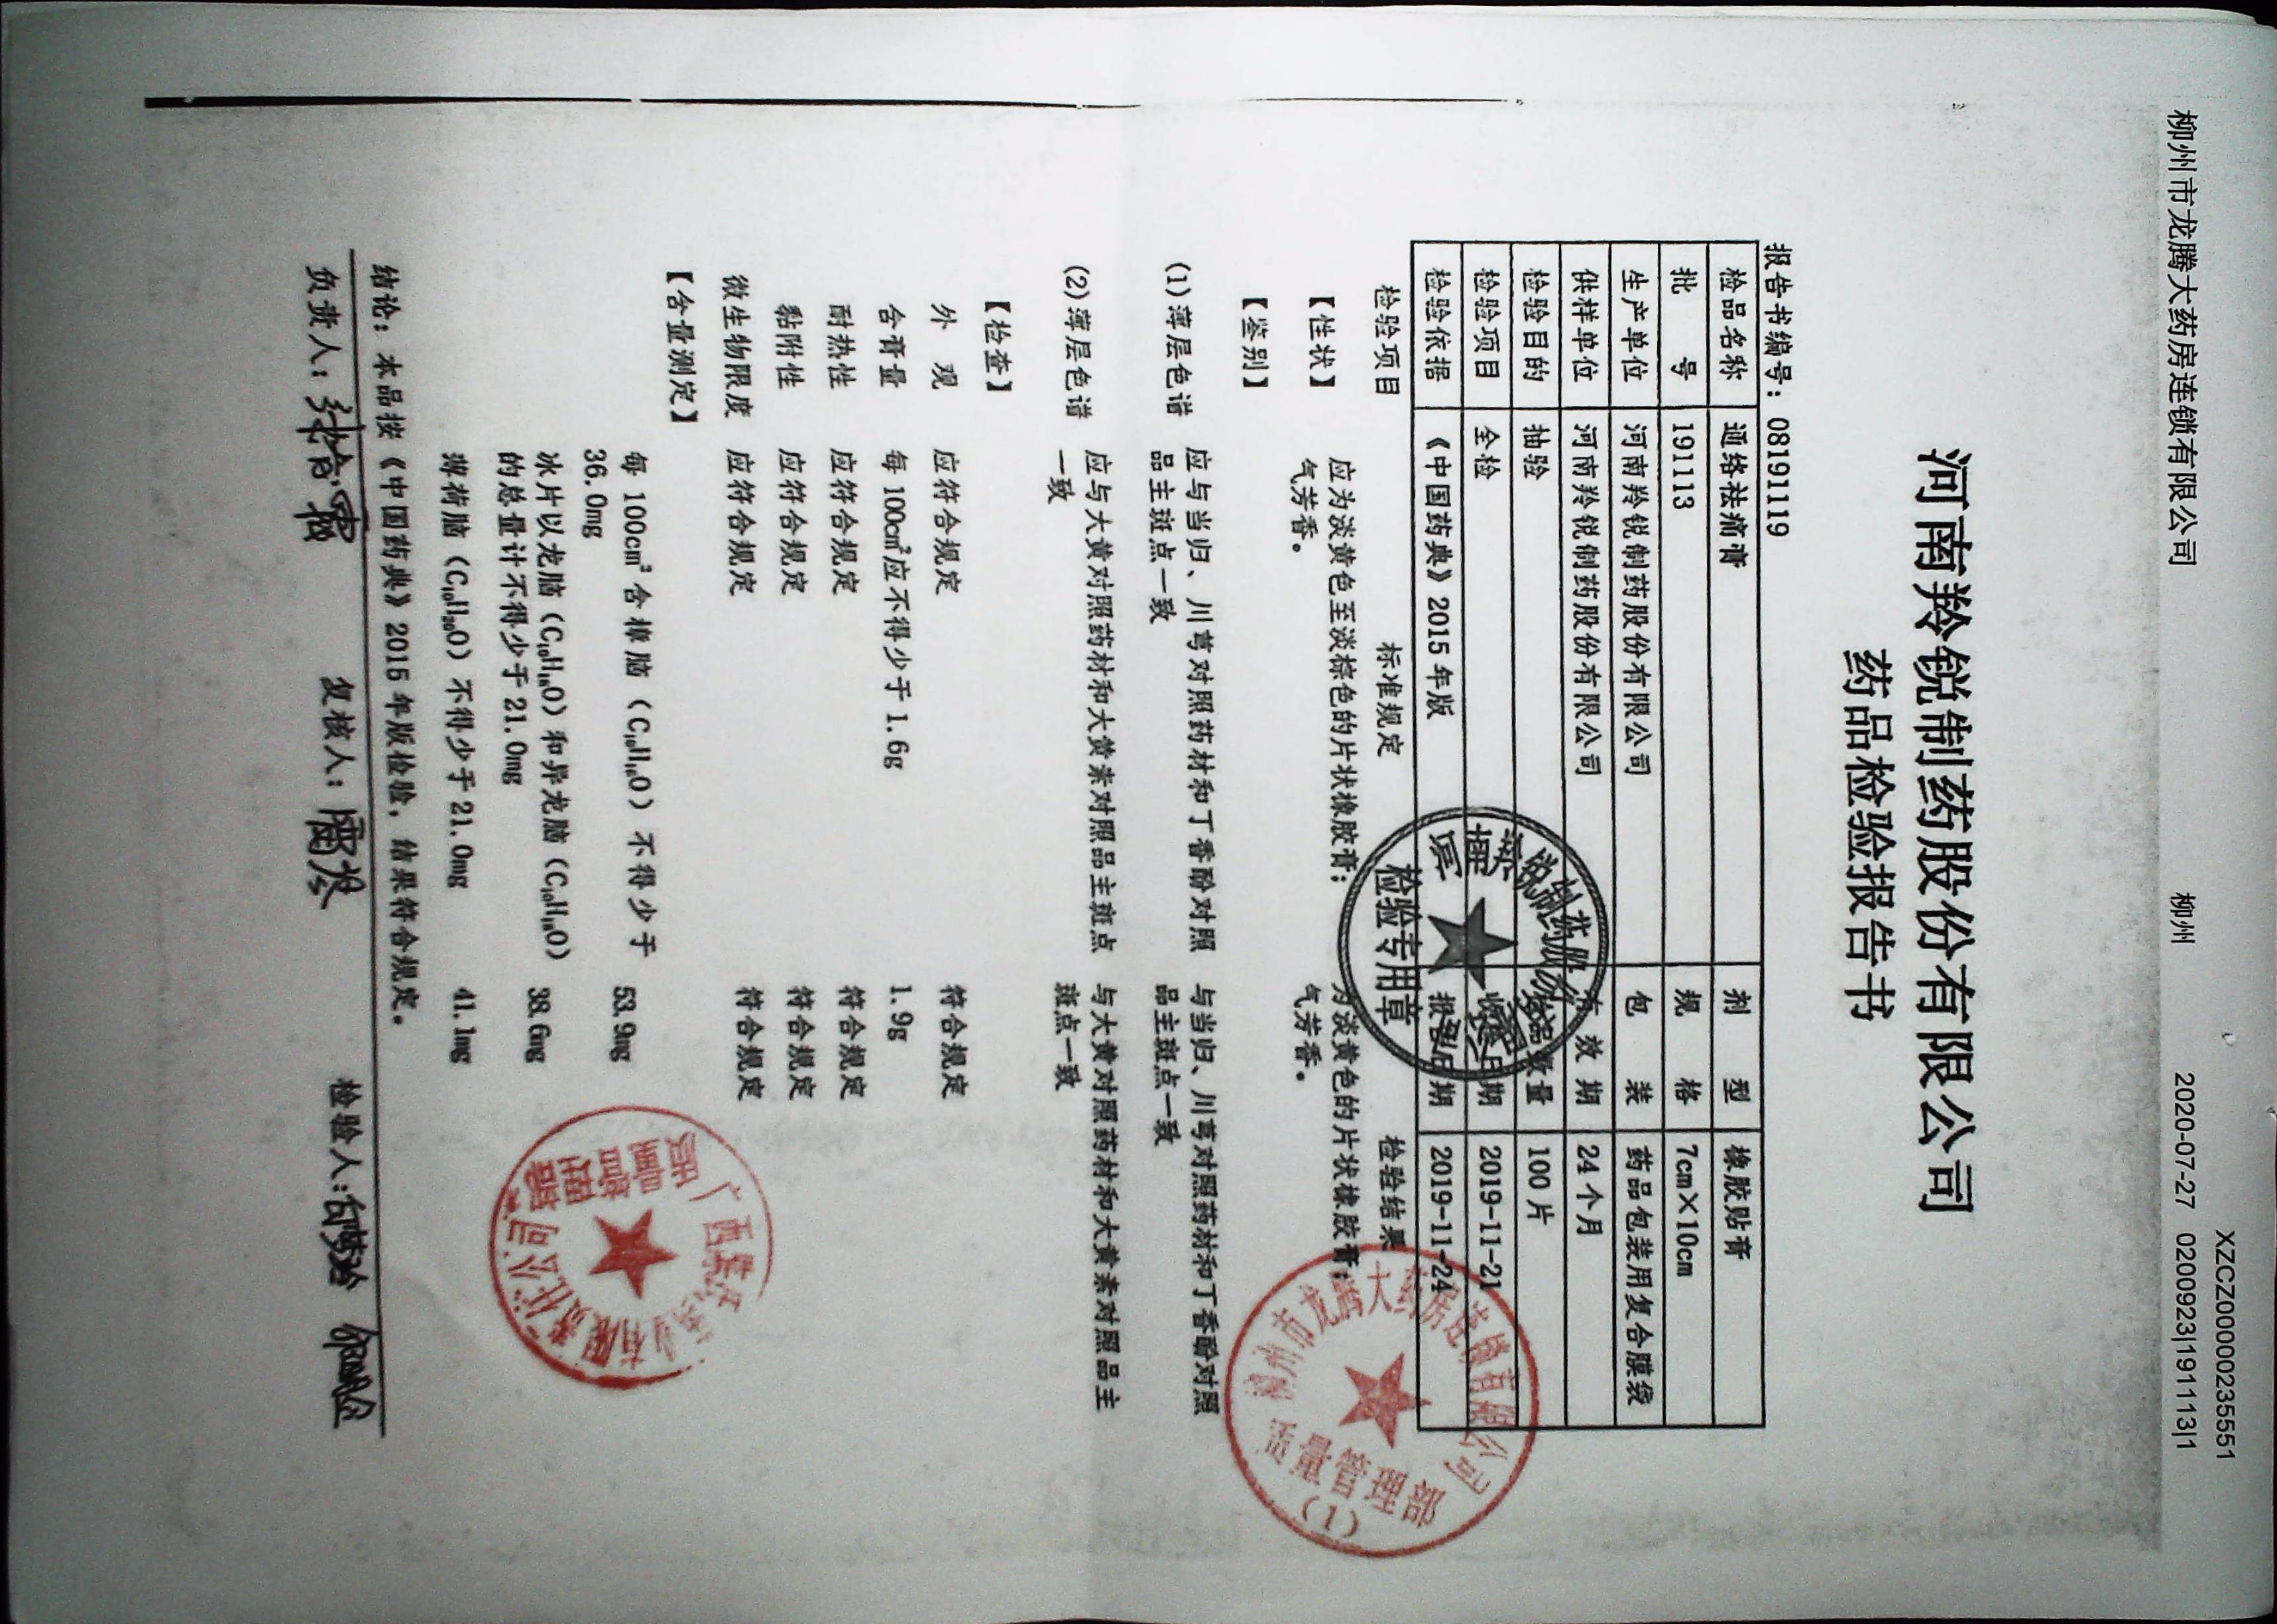 XZCZ00000235551
柳州市龙腾大药房连锁有限公司 柳州 2020-07-27 0200923|191113|1
河南羚锐制药股份有限公司
药品检验报告书
报告书编号：08191119
检品名称 通络祛痛膏 剂型 橡胶贴膏
批号 191113 规格 7cm×10cm
生产单位 河南羚锐制药股份有限公司 包装 药品包装用复合膜袋
供样单位 河南羚锐制药股份有限公司 有效期 24个月
检验目的 抽验 检品数量 100片
检验项目 全检 收检日期 2019-11-21
检验依据 《中国药典》2015年版 报告日期 2019-11-24
检验项目 标准规定 检验结果
【性状】 应为淡黄色至淡棕色的片状橡胶膏； 为淡黄色的片状橡胶膏；
气芳香。 气芳香。
【鉴别】
(1)薄层色谱 应与当归、川芎对照药材和丁香酚对照 与当归、川芎对照药材和丁香酚对照
品主斑点一致 品主斑点一致
(2)薄层色谱 应与大黄对照药材和大黄素对照品主斑点 与大黄对照药材和大黄素对照品主
一致 斑点一致
【检查】
外观 应符合规定 符合规定
含膏量 每100cm²应不得少于1.6g 1.9g
耐热性 应符合规定 符合规定
黏附性 应符合规定 符合规定
微生物限度 应符合规定 符合规定
【含量测定】
每100cm² 含樟脑（C₁₀H₁₆O）不得少于 53.9mg
36.0mg
冰片以龙脑（C₁₀H₁₈O）和异龙脑（C₁₀H₁₈O） 38.6mg
的总量计不得少于21.0mg
薄荷脑（C₁₀H₂₀O）不得少于21.0mg 41.1mg
结论：本品按《中国药典》2015年版检验，结果符合规定。
负责人： 复核人： 检验人：
检验专用章
柳州市龙腾大药房连锁有限公司
质量管理部
(1)